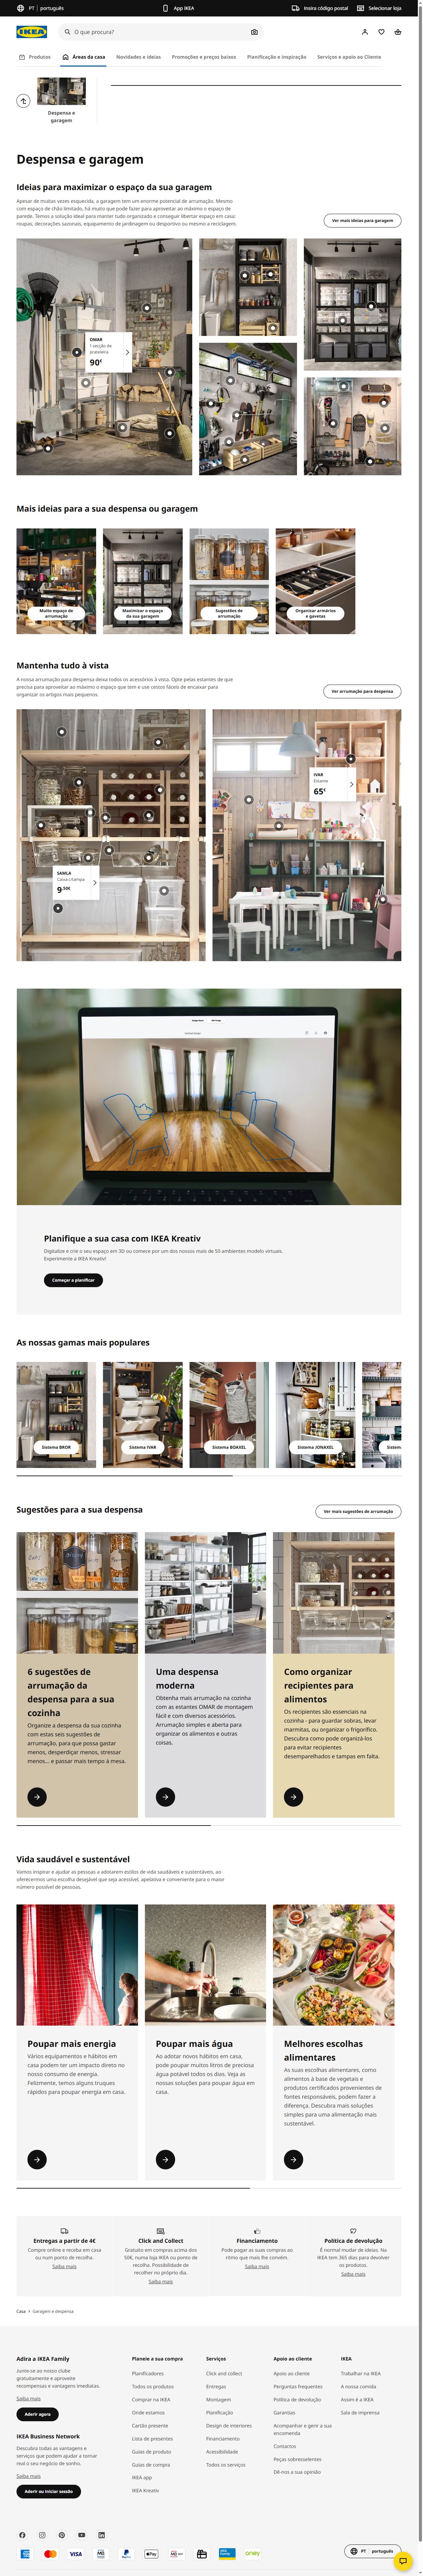 PT | português
App IKEA
Insira código postal
Selecionar loja
IKEA
O que procura?
Produtos
Áreas da casa
Novidades e ideias
Promoções e preços baixos
Planificação e inspiração
Serviços e apoio ao Cliente
Despensa e
garagem
Despensa e garagem
Ideias para maximizar o espaço da sua garagem
Apesar de muitas vezes esquecida, a garagem tem um enorme potencial de arrumação. Mesmo
com espaço de chão limitado, há muito que pode fazer para aproveitar ao máximo o espaço de
parede. Temos a solução ideal para manter tudo organizado e conseguir libertar espaço em casa:
roupas, decorações sazonais, equipamento de jardinagem ou desportivo ou mesmo a reciclagem.
Ver mais ideias para garagem
OMAR
1 secção de
prateleira
90€
Mais ideias para a sua despensa ou garagem
Muito espaço de
arrumação
Maximizar o espaço
da sua garagem
Sugestões de
arrumação
Organizar armários
e gavetas
Mantenha tudo à vista
A nossa arrumação para despensa deixa todos os acessórios à vista. Opte pelas estantes de que
precisa para aproveitar ao máximo o espaço que tem e use cestos fáceis de encaixar para
organizar os artigos mais pequenos.
Ver arrumação para despensa
IVAR
Estante
65€
SAMLA
Caixa c/tampa
9,50€
Planifique a sua casa com IKEA Kreativ
Digitalize e crie o seu espaço em 3D ou comece por um dos nossos mais de 50 ambientes modelo virtuais.
Experimente a IKEA Kreativ!
Começar a planificar
As nossas gamas mais populares
Sistema BROR
Sistema IVAR
Sistema BOAXEL
Sistema JONAXEL
Sistem
Sugestões para a sua despensa
Ver mais sugestões de arrumação
6 sugestões de
arrumação da
despensa para a sua
cozinha
Organize a despensa da sua cozinha
com estas seis sugestões de
arrumação, para que possa gastar
menos, desperdiçar menos, stressar
menos... e passar mais tempo à mesa.
Uma despensa
moderna
Obtenha mais arrumação na cozinha
com as estantes OMAR de montagem
fácil e com diversos acessórios.
Arrumação simples e aberta para
organizar os alimentos e outras
coisas.
Como organizar
recipientes para
alimentos
Os recipientes são essenciais na
cozinha - para guardar sobras, levar
marmitas, ou arrumar o frigorífico.
Descubra como pode organizá-los
para evitar recipientes
desemparelhados e tampas em falta.
Vida saudável e sustentável
Vamos inspirar e ajudar as pessoas a adotarem estilos de vida saudáveis e sustentáveis, ao
oferecermos uma escolha desejável que seja acessível, apelativa e conveniente para o maior
número possível de pessoas.
Poupar mais energia
Vários equipamentos e hábitos em
casa podem ter um impacto direto no
nosso consumo de energia.
Felizmente, temos alguns truques
rápidos para poupar energia em casa.
Poupar mais água
Ao adotar novos hábitos em casa,
pode poupar muitos litros de preciosa
água potável todos os dias. Veja as
nossas soluções para poupar água em
casa.
Melhores escolhas
alimentares
As suas escolhas alimentares, como
alimentos à base de vegetais e
produtos certificados provenientes de
fontes responsáveis, podem fazer a
diferença. Descubra mais soluções
simples para uma alimentação mais
sustentável.
Entregas a partir de 4€
Compre online e receba em casa
ou num ponto de recolha.
Saiba mais
Click and Collect
Gratuito em compras acima dos
50€, numa loja IKEA ou ponto de
recolha. Possibilidade de
recolher no próprio dia.
Saiba mais
Financiamento
Pode pagar as suas compras ao
ritmo que mais lhe convém.
Saiba mais
Política de devolução
É normal mudar de ideias. Na
IKEA tem 365 dias para devolver
os produtos.
Saiba mais
Casa > Garagem e despensa
Adira a IKEA Family
Junte-se ao nosso clube
gratuitamente e aproveite
recompensas e vantagens imediatas.
Saiba mais
Aderir agora
IKEA Business Network
Descubra todas as vantagens e
serviços que podem ajudar a tornar
real o seu negócio de sonho.
Saiba mais
Aderir ou Iniciar sessão
Planeie a sua compra
Planificadores
Todos os produtos
Comprar na IKEA
Onde estamos
Cartão presente
Lista de presentes
Guias de produto
Guias de compra
IKEA app
IKEA Kreativ
Serviços
Click and collect
Entregas
Montagem
Planificação
Design de interiores
Financiamento
Acessibilidade
Todos os serviços
Apoio ao cliente
Apoio ao cliente
Perguntas frequentes
Política de devolução
Garantias
Acompanhar e gerir a sua
encomenda
Contactos
Peças sobresselentes
Dê-nos a sua opinião
IKEA
Trabalhar na IKEA
A nossa comida
Assim é a IKEA
Sala de imprensa
VISA
PayPal
Pay
oney
PT português